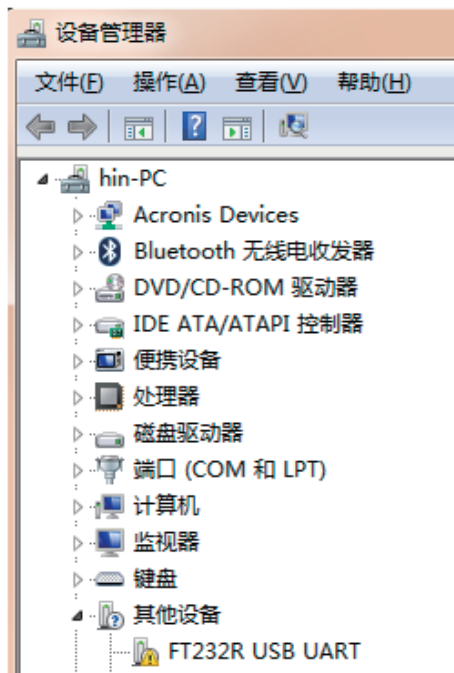 设备管理器
文件(F) 操作(A) 查看(V) 帮助(H)
hin-PC
Acronis Devices
Bluetooth 无线电收发器
DVD/CD-ROM 驱动器
IDE ATA/ATAPI 控制器
便携设备
处理器
磁盘驱动器
端口 (COM 和 LPT)
计算机
监视器
键盘
其他设备
FT232R USB UART